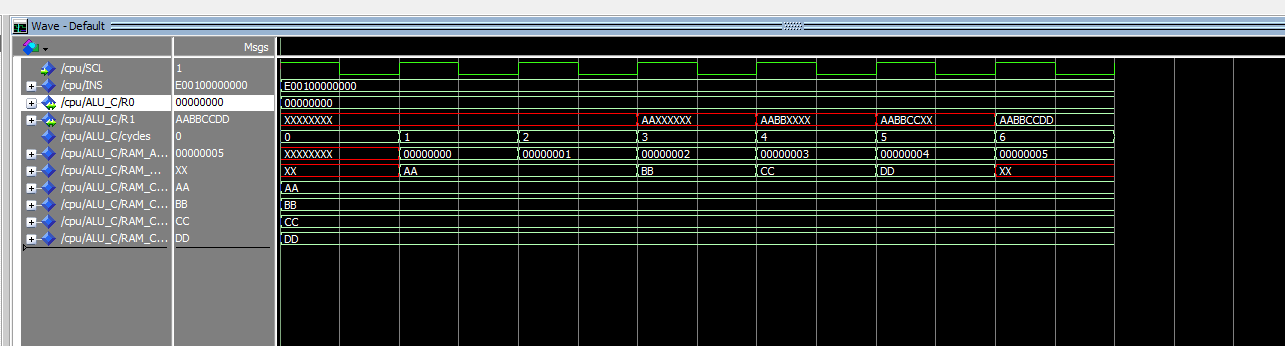 Wave - Default
Msgs
/cpu/SCL 1
/cpu/INS E00100000000 E00100000000
/cpu/ALU_C/R0 00000000 00000000
/cpu/ALU_C/R1 AABBCCDD XXXXXXXX AAXXXXXX AABBXXXX AABBCCXX AABBCCDD
/cpu/ALU_C/cycles 0 0 1 2 3 4 5 6
/cpu/ALU_C/RAM_A... 00000005 XXXXXXXX 00000000 00000001 00000002 00000003 00000004 00000005
/cpu/ALU_C/RAM_... XX XX AA BB CC DD XX
/cpu/ALU_C/RAM_C... AA AA
/cpu/ALU_C/RAM_C... BB BB
/cpu/ALU_C/RAM_C... CC CC
/cpu/ALU_C/RAM_C... DD DD